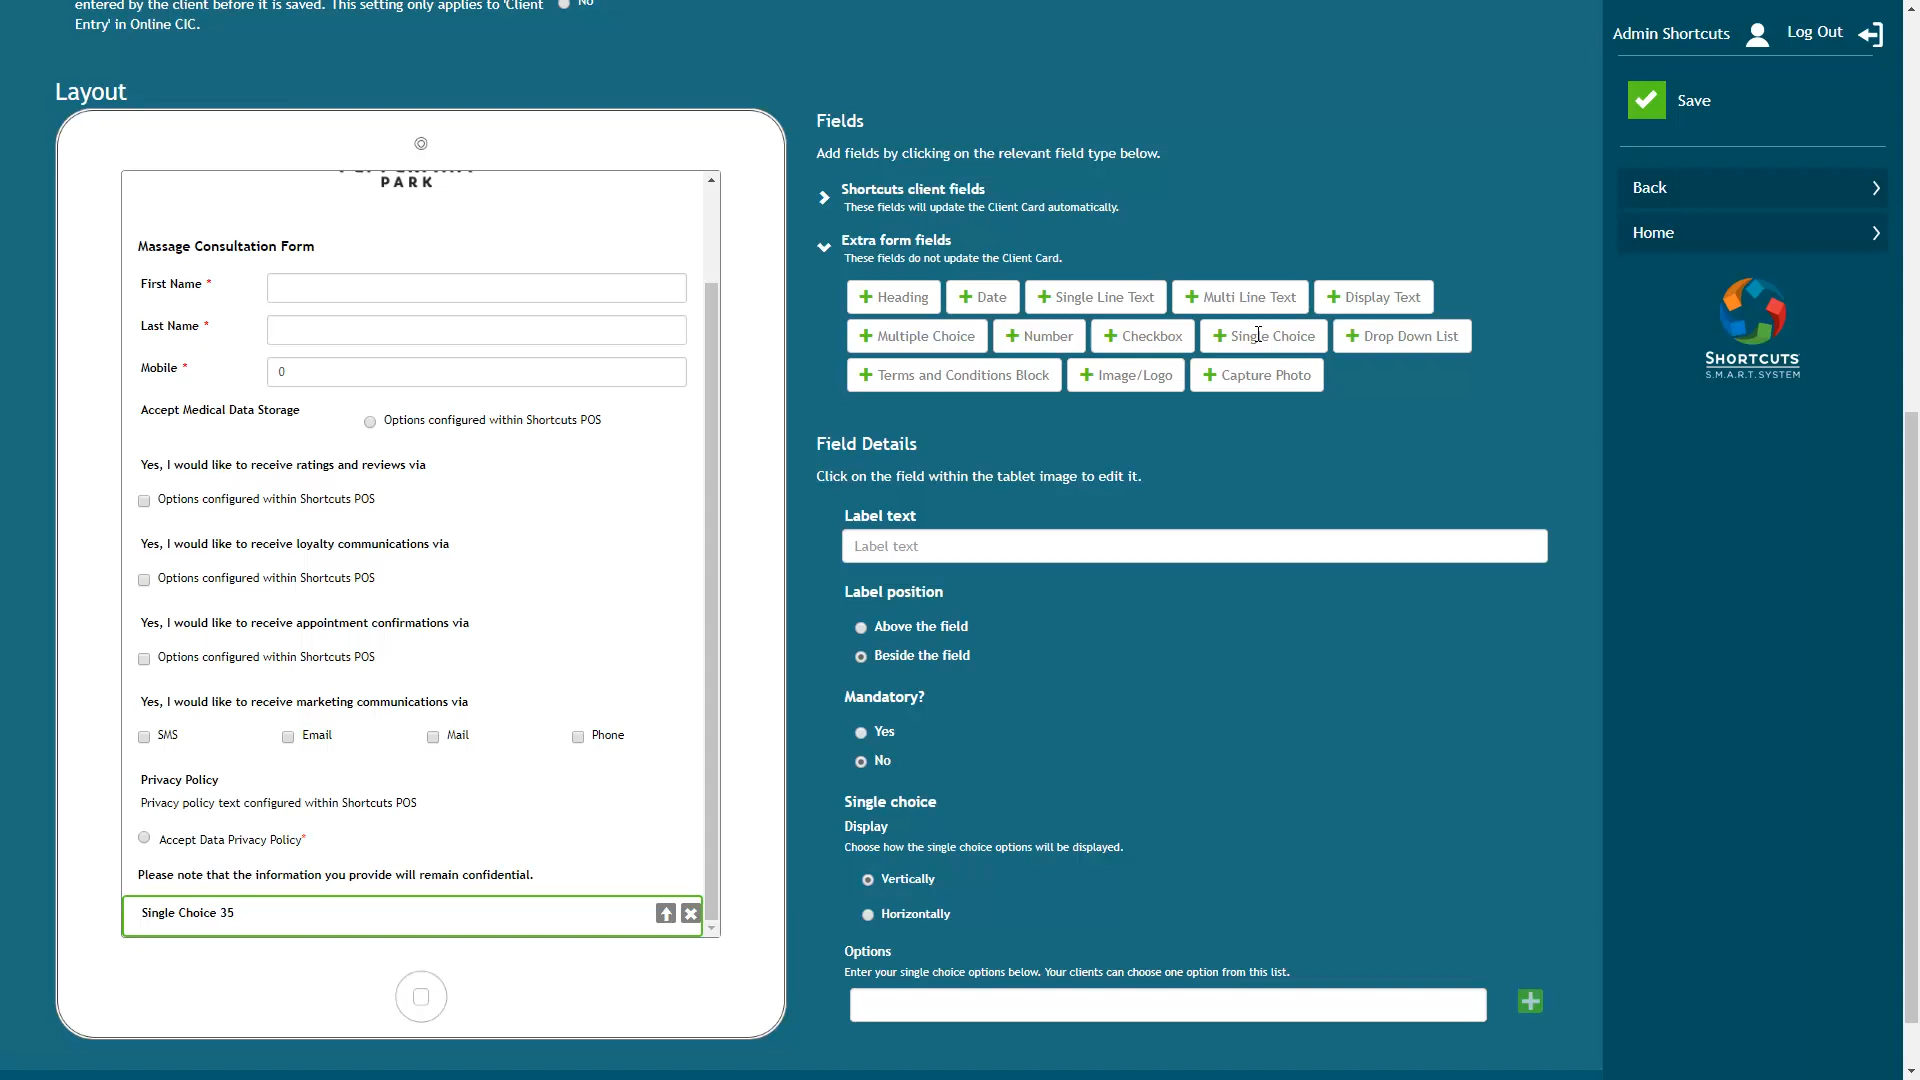 entered by the client before it is saved. This setting only applies to 'Client
Entry' in Online CIC.
No
Admin Shortcuts
Log Out
Save
Back
Home
SHORTCUTS
S.M.A.R.T. SYSTEM
Layout
PARK
Massage Consultation Form
First Name *
Last Name *
Mobile *
0
Accept Medical Data Storage
Options configured within Shortcuts POS
Yes, I would like to receive ratings and reviews via
Options configured within Shortcuts POS
Yes, I would like to receive loyalty communications via
Options configured within Shortcuts POS
Yes, I would like to receive appointment confirmations via
Options configured within Shortcuts POS
Yes, I would like to receive marketing communications via
SMS Email Mail Phone
Privacy Policy
Privacy policy text configured within Shortcuts POS
Accept Data Privacy Policy*
Please note that the information you provide will remain confidential.
Single Choice 35
Fields
Add fields by clicking on the relevant field type below.
Shortcuts client fields
These fields will update the Client Card automatically.
Extra form fields
These fields do not update the Client Card.
Heading Date Single Line Text Multi Line Text Display Text
Multiple Choice Number Checkbox Single Choice Drop Down List
Terms and Conditions Block Image/Logo Capture Photo
Field Details
Click on the field within the tablet image to edit it.
Label text
Label text
Label position
Above the field
Beside the field
Mandatory?
Yes
No
Single choice
Display
Choose how the single choice options will be displayed.
Vertically
Horizontally
Options
Enter your single choice options below. Your clients can choose one option from this list.